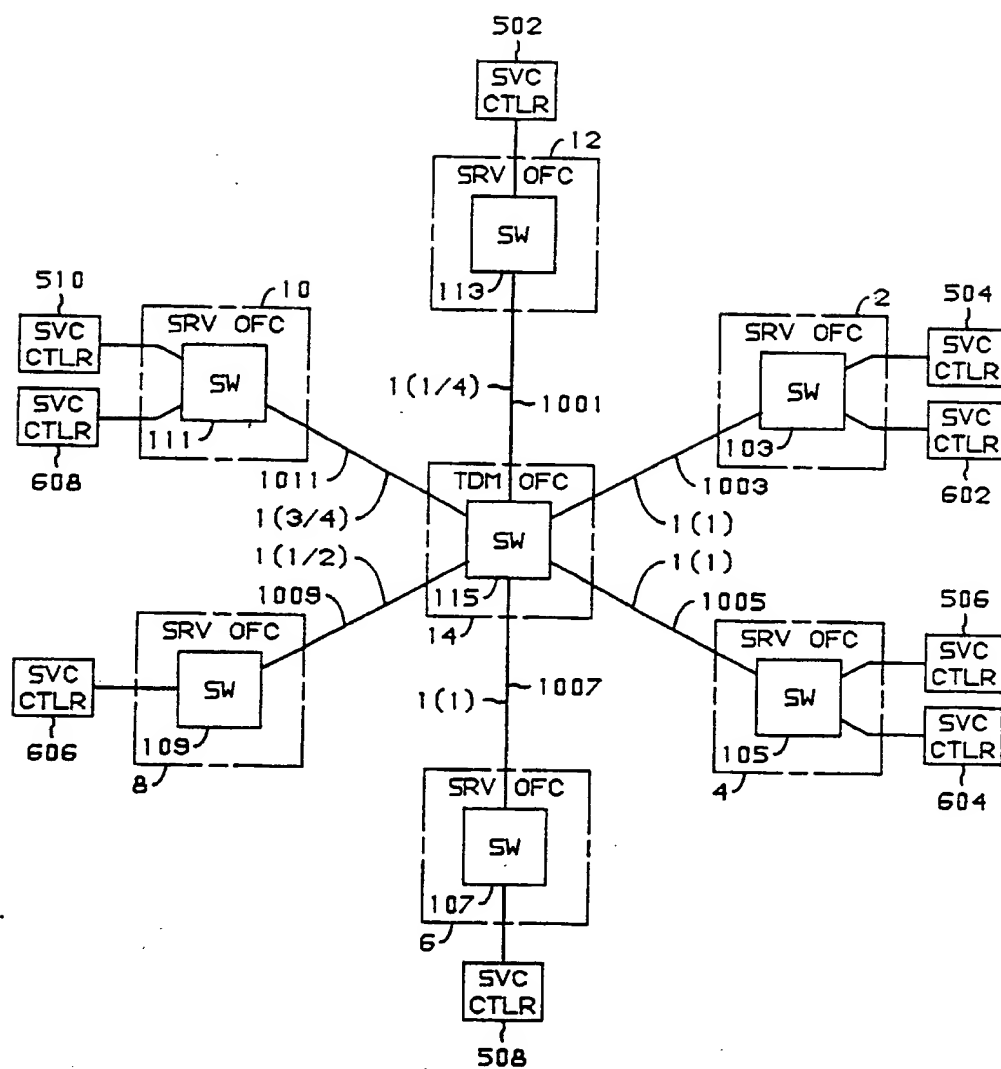 502
SVC
CTLR
12
SRV OFC
SW
113
510
SVC
CTLR
10
SRV OFC
SW
111
SVC
CTLR
608
2
SRV OFC
SW
103
504
SVC
CTLR
SVC
CTLR
602
1(1/4)
1001
1011
1(3/4)
1003
1(1)
TDM OFC
SW
115
14
1(1/2)
1009
1(1)
1005
SRV OFC
SW
109
8
SVC
CTLR
606
1(1)
1007
SRV OFC
SW
105
4
506
SVC
CTLR
SVC
CTLR
604
SRV OFC
SW
107
6
SVC
CTLR
508